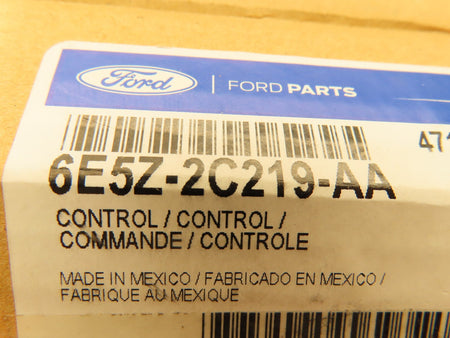 Ford | FORD PARTS
471
6E5Z-2C219-AA
CONTROL / CONTROL /
COMMANDE / CONTROLE
MADE IN MEXICO / FABRICADO EN MEXICO /
FABRIQUE AU MEXIQUE